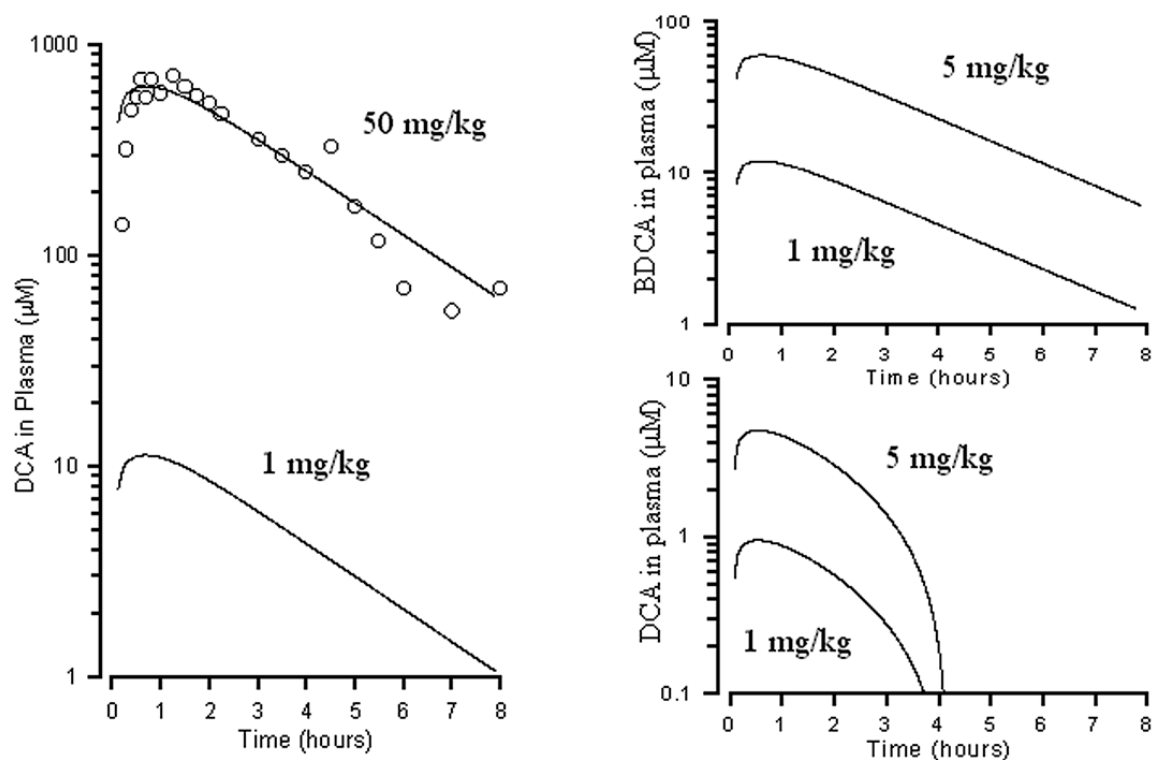 DCA in Plasma (µM)
1000
100
10
1
50 mg/kg
1 mg/kg
0 1 2 3 4 5 6 7 8
Time (hours)
BDCA in plasma (µM)
100
10
1
5 mg/kg
1 mg/kg
0 1 2 3 4 5 6 7 8
Time (hours)
DCA in plasma (µM)
10
1
0.1
5 mg/kg
1 mg/kg
0 1 2 3 4 5 6 7 8
Time (hours)